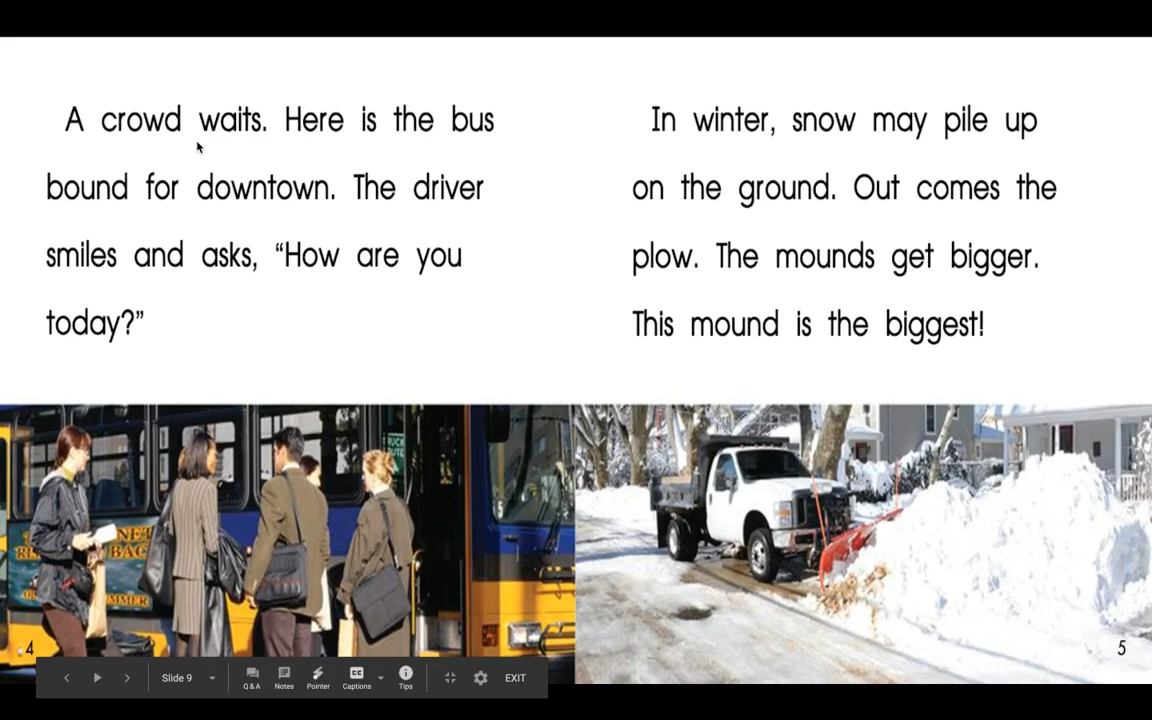 A crowd waits. Here is the bus
bound for downtown. The driver
smiles and asks, “How are you
today?”
In winter, snow may pile up
on the ground. Out comes the
plow. The mounds get bigger.
This mound is the biggest!
4
5
Slide 9
Q & A
Notes
Pointer
CC
Captions
Tips
EXIT